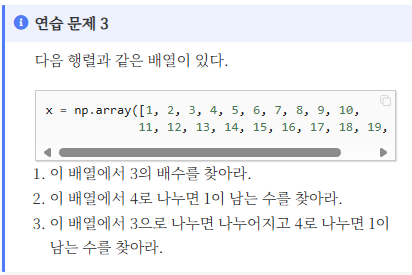 연습 문제 3
다음 행렬과 같은 배열이 있다.
x = np.array([1, 2, 3, 4, 5, 6, 7, 8, 9, 10,
11, 12, 13, 14, 15, 16, 17, 18, 19,
1. 이 배열에서 3의 배수를 찾아라.
2. 이 배열에서 4로 나누면 1이 남는 수를 찾아라.
3. 이 배열에서 3으로 나누면 나누어지고 4로 나누면 1이
남는 수를 찾아라.